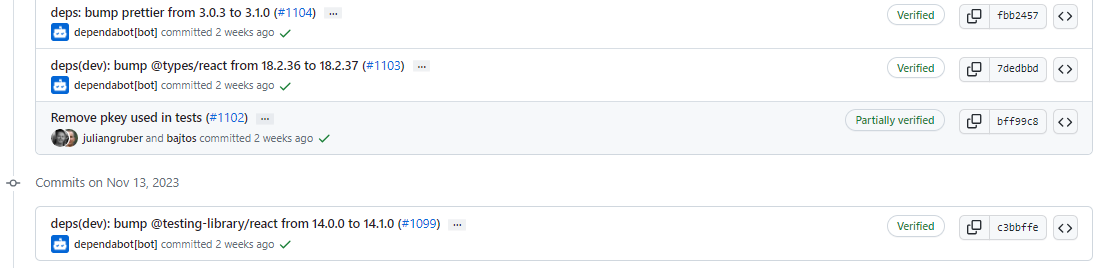 deps: bump prettier from 3.0.3 to 3.1.0 (#1104) ...
Verified
fbb2457
dependabot[bot] committed 2 weeks ago
deps(dev): bump @types/react from 18.2.36 to 18.2.37 (#1103) ...
Verified
7dedbbd
dependabot[bot] committed 2 weeks ago
Remove pkey used in tests (#1102) ...
Partially verified
bff99c8
juliangruber and bajtos committed 2 weeks ago
Commits on Nov 13, 2023
deps(dev): bump @testing-library/react from 14.0.0 to 14.1.0 (#1099) ...
Verified
c3bbffe
dependabot[bot] committed 2 weeks ago